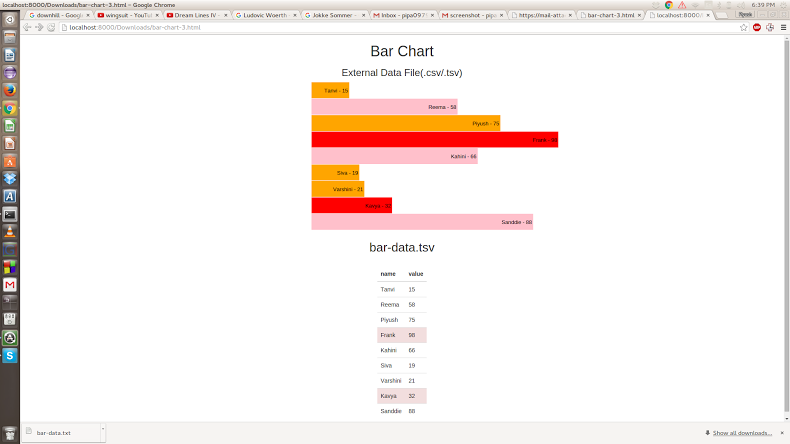 localhost:8000/Downloads/bar-chart-3.html - Google Chrome
6:39 PM
downhill - Googl
wingsuit - YouTu
Dream Lines IV -
Ludovic Woerth -
Jokke Sommer -
M Inbox - pipa097
screenshot - pipa
https://mail-atta
bar-chart-3.html
localhost:8000/
localhost:8000/Downloads/bar-chart-3.html
Bar Chart
External Data File(.csv/.tsv)
Tanvi - 15
Reema - 58
Piyush - 75
Frank - 98
Kahini - 66
Siva - 19
Varshini - 21
Kavya - 32
Sanddie - 88
bar-data.tsv
name value
Tanvi 15
Reema 58
Piyush 75
Frank 98
Kahini 66
Siva 19
Varshini 21
Kavya 32
Sanddie 88
bar-data.txt
Show all downloads...